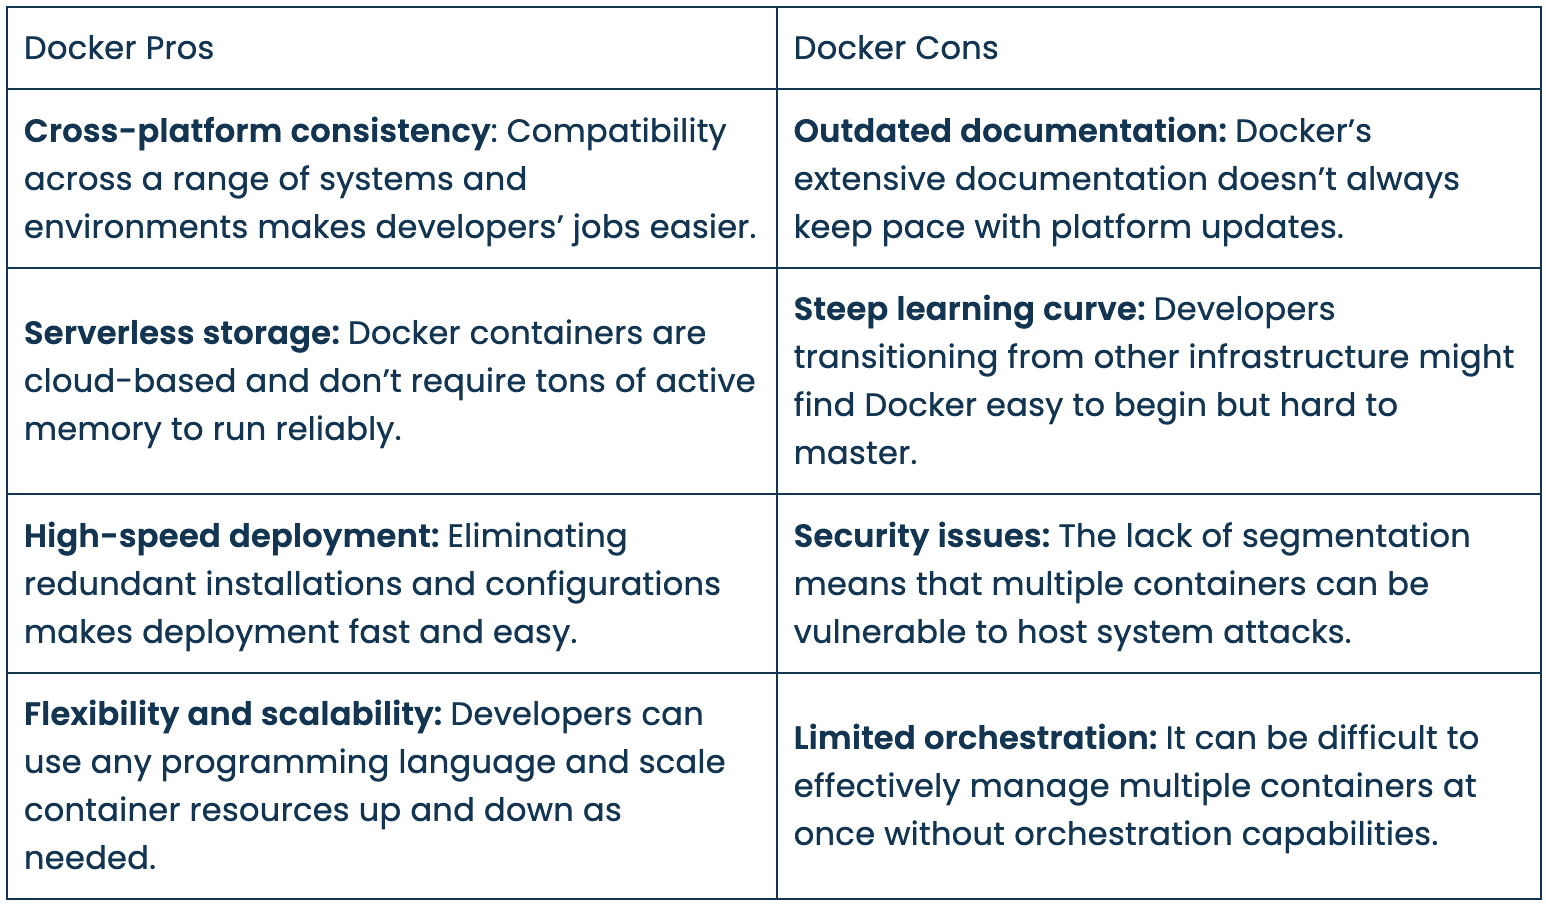 Docker Pros
Docker Cons
Cross-platform consistency: Compatibility
across a range of systems and
environments makes developers’ jobs easier.
Outdated documentation: Docker’s
extensive documentation doesn’t always
keep pace with platform updates.
Serverless storage: Docker containers are
cloud-based and don’t require tons of active
memory to run reliably.
Steep learning curve: Developers
transitioning from other infrastructure might
find Docker easy to begin but hard to
master.
High-speed deployment: Eliminating
redundant installations and configurations
makes deployment fast and easy.
Security issues: The lack of segmentation
means that multiple containers can be
vulnerable to host system attacks.
Flexibility and scalability: Developers can
use any programming language and scale
container resources up and down as
needed.
Limited orchestration: It can be difficult to
effectively manage multiple containers at
once without orchestration capabilities.